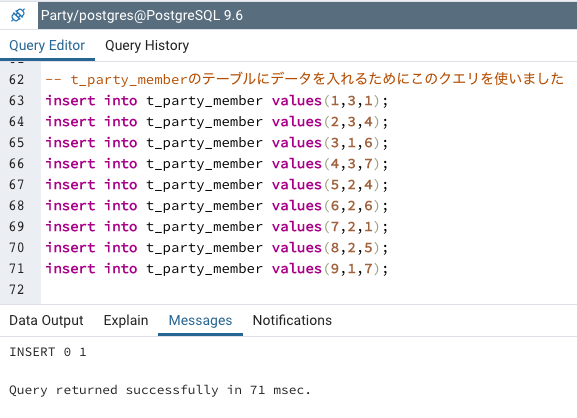 Party/postgres@PostgreSQL 9.6
Query Editor Query History
62 -- t_party_memberのテーブルにデータを入れるためにこのクエリを使いました
63 insert into t_party_member values(1,3,1);
64 insert into t_party_member values(2,3,4);
65 insert into t_party_member values(3,1,6);
66 insert into t_party_member values(4,3,7);
67 insert into t_party_member values(5,2,4);
68 insert into t_party_member values(6,2,6);
69 insert into t_party_member values(7,2,1);
70 insert into t_party_member values(8,2,5);
71 insert into t_party_member values(9,1,7);
72
Data Output Explain Messages Notifications
INSERT 0 1
Query returned successfully in 71 msec.